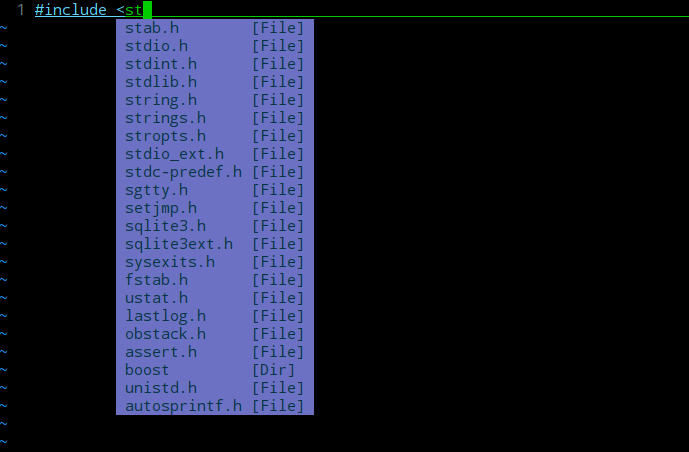 1 #include <st
stab.h [File]
stdio.h [File]
stdint.h [File]
stdlib.h [File]
string.h [File]
strings.h [File]
stropts.h [File]
stdio_ext.h [File]
stdc-predef.h [File]
sgtty.h [File]
setjmp.h [File]
sqlite3.h [File]
sqlite3ext.h [File]
sysexits.h [File]
fstab.h [File]
ustat.h [File]
lastlog.h [File]
obstack.h [File]
assert.h [File]
boost [Dir]
unistd.h [File]
autosprintf.h [File]